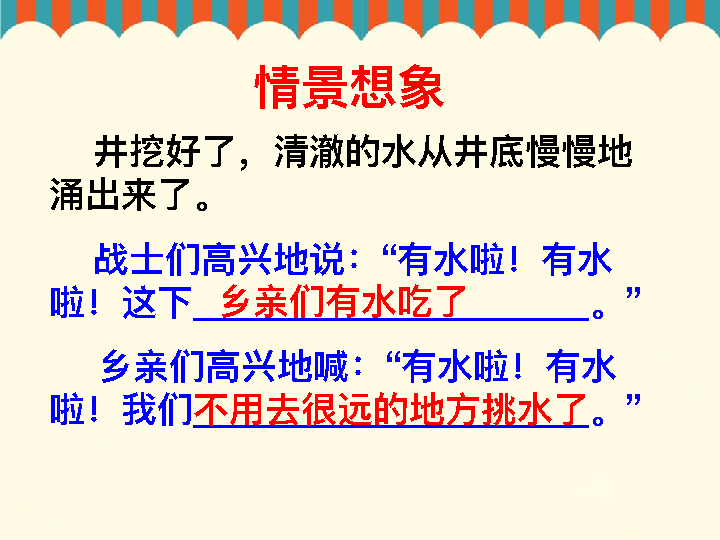 情景想象
井挖好了，清澈的水从井底慢慢地
涌出来了。
战士们高兴地说：“有水啦！有水
啦！这下 乡亲们有水吃了 。”
乡亲们高兴地喊：“有水啦！有水
啦！我们不用去很远的地方挑水了。”